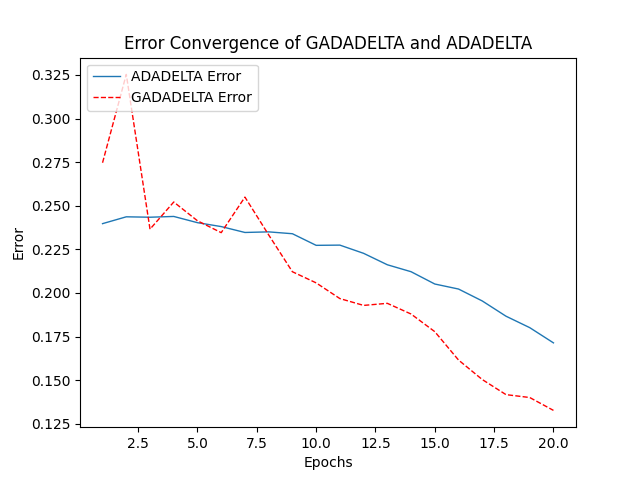 Error Convergence of GADADELTA and ADADELTA
ADADELTA Error
GADADELTA Error
0.325
0.300
0.275
0.250
0.225
0.200
0.175
0.150
0.125
Error
2.5 5.0 7.5 10.0 12.5 15.0 17.5 20.0
Epochs